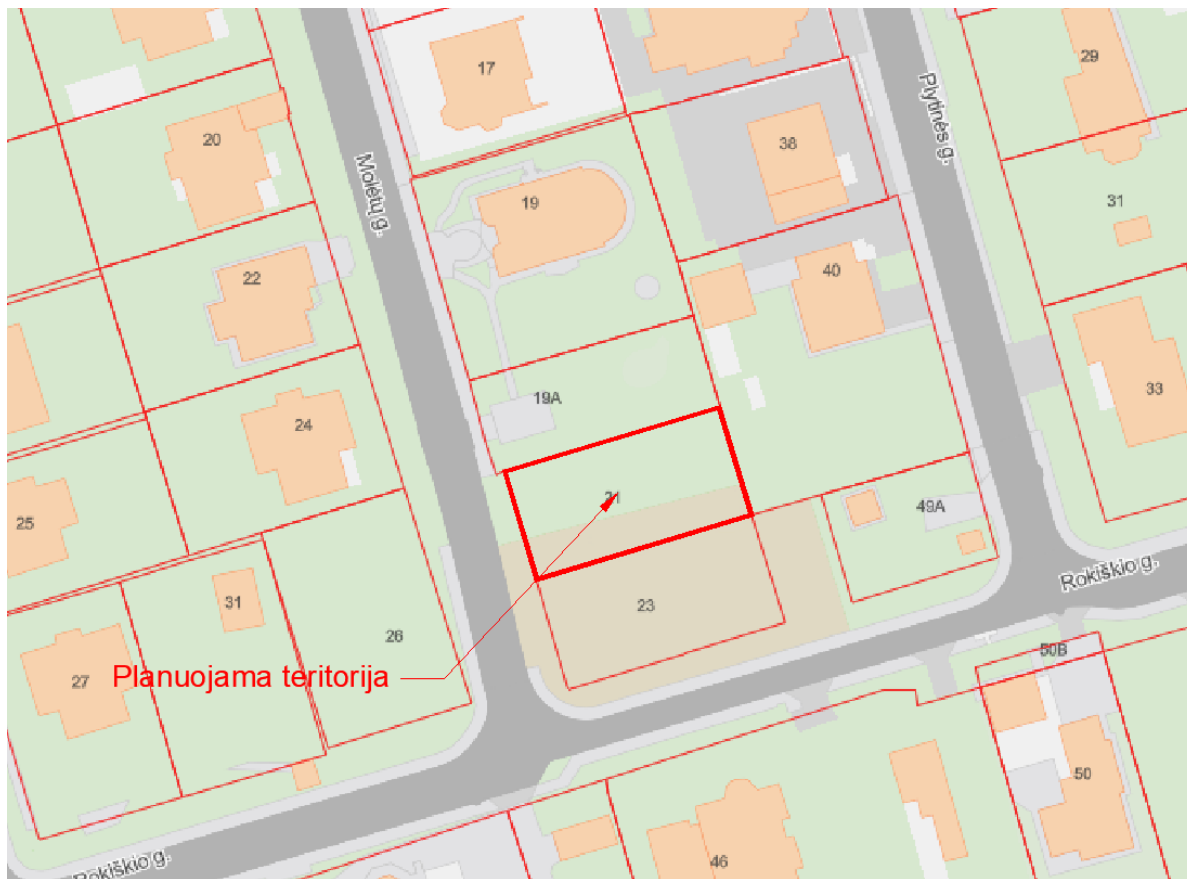 17
29
20
Molėtų g.
Plytinės g.
38
19
31
22
40
19A
33
24
21
25
49A
Rokiškio g.
31
23
26
50B
Planuojama teritorija
27
50
46
Rokiškio g.